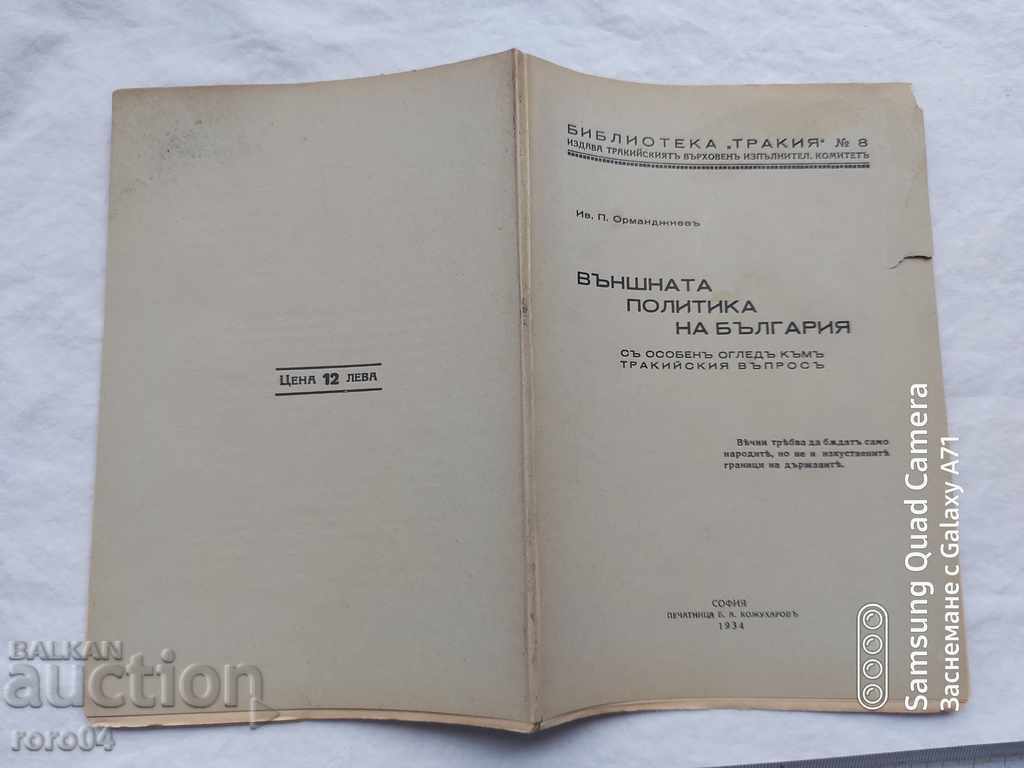 БИБЛИОТЕКА „ТРАКИЯ“ № 8
ИЗДАВА ТРАКИЙСКИЯТЪ ВЪРХОВЕНЪ ИЗПЪЛНИТЕЛ. КОМИТЕТЪ
Ив. П. Орманджиевъ
ВЪНШНАТА
ПОЛИТИКА
НА БЪЛГАРИЯ
СЪ ОСОБЕНЪ ОГЛЕДЪ КЪМЪ
ТРАКИЙСКИЯ ВЪПРОСЪ
Вѣчни трѣбва да бѫдатъ само
народитѣ, но не и изкуственитѣ
граници на държавитѣ.
СОФИЯ
ПЕЧАТНИЦА Б. А. КОЖУХАРОВЪ
1934
ЦЕНА 12 ЛЕВА
BALKAN
auction
roro04
Samsung Quad Camera
Заснемане с Galaxy A71